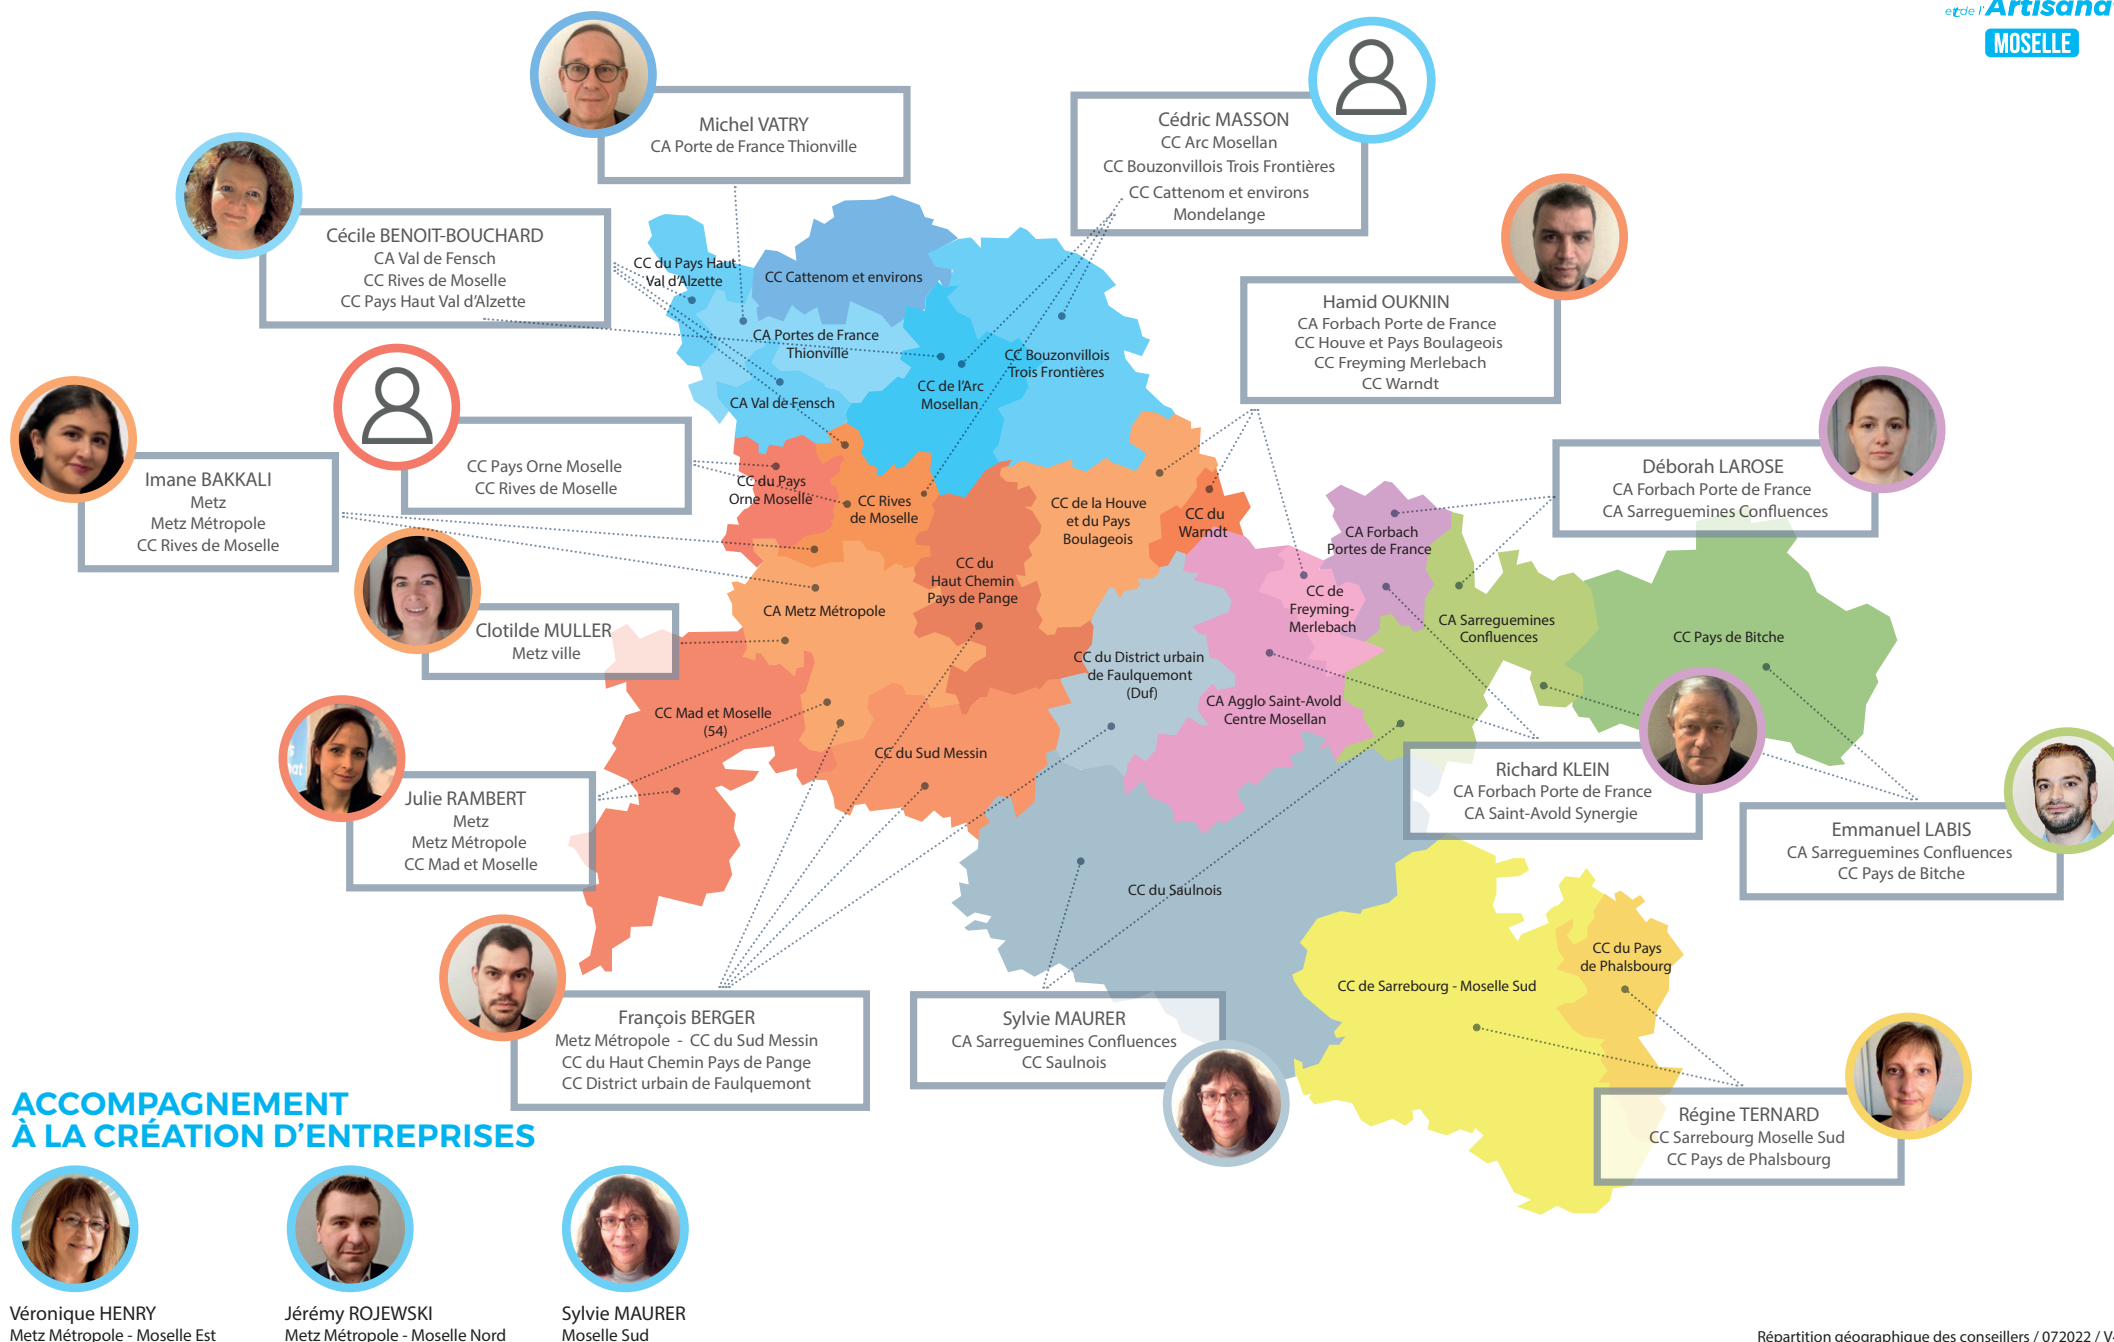 et de l'Artisanat
MOSELLE
Michel VATRY
CA Porte de France Thionville
Cédric MASSON
CC Arc Mosellan
CC Bouzonvillois Trois Frontières
CC Cattenom et environs
Mondelange
Cécile BENOIT-BOUCHARD
CA Val de Fensch
CC Rives de Moselle
CC Pays Haut Val d'Alzette
Hamid OUKNIN
CA Forbach Porte de France
CC Houve et Pays Boulageois
CC Freyming Merlebach
CC Warndt
CC Pays Orne Moselle
CC Rives de Moselle
Imane BAKKALI
Metz
Metz Métropole
CC Rives de Moselle
Déborah LAROSE
CA Forbach Porte de France
CA Sarreguemines Confluences
Clotilde MULLER
Metz ville
Julie RAMBERT
Metz
Metz Métropole
CC Mad et Moselle
Richard KLEIN
CA Forbach Porte de France
CA Saint-Avold Synergie
Emmanuel LABIS
CA Sarreguemines Confluences
CC Pays de Bitche
François BERGER
Metz Métropole - CC du Sud Messin
CC du Haut Chemin Pays de Pange
CC District urbain de Faulquemont
Sylvie MAURER
CA Sarreguemines Confluences
CC Saulnois
Régine TERNARD
CC Sarrebourg Moselle Sud
CC Pays de Phalsbourg
CC du Pays Haut
Val d'Alzette
CC Cattenom et environs
CA Portes de France
Thionville
CA Val de Fensch
CC de l'Arc
Mosellan
CC Bouzonvillois
Trois Frontières
CC du Pays
Orne Moselle
CC Rives
de Moselle
CC de la Houve
et du Pays
Boulageois
CC du
Warndt
CA Forbach
Portes de France
CC du
Haut Chemin
Pays de Pange
CC de
Freyming-
Merlebach
CA Metz Métropole
CA Sarreguemines
Confluences
CC Pays de Bitche
CC du District urbain
de Faulquemont
(Duf)
CA Agglo Saint-Avold
Centre Mosellan
CC Mad et Moselle
(54)
CC du Sud Messin
CC du Saulnois
CC de Sarrebourg - Moselle Sud
CC du Pays
de Phalsbourg
ACCOMPAGNEMENT
À LA CRÉATION D'ENTREPRISES
Véronique HENRY
Metz Métropole - Moselle Est
Jérémy ROJEWSKI
Metz Métropole - Moselle Nord
Sylvie MAURER
Moselle Sud
Répartition géographique des conseillers / 072022 /